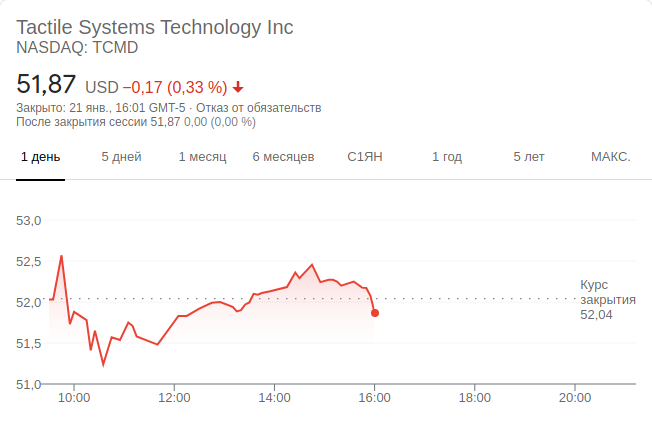 Tactile Systems Technology Inc
NASDAQ: TCMD
51,87 USD −0,17 (0,33 %)
Закрыто: 21 янв., 16:01 GMT-5 · Отказ от обязательств
После закрытия сессии 51,87 0,00 (0,00 %)
1 день 5 дней 1 месяц 6 месяцев С1ЯН 1 год 5 лет МАКС.
53,0
52,5
Курс
закрытия
52,04
52,0
51,5
51,0
10:00 12:00 14:00 16:00 18:00 20:00